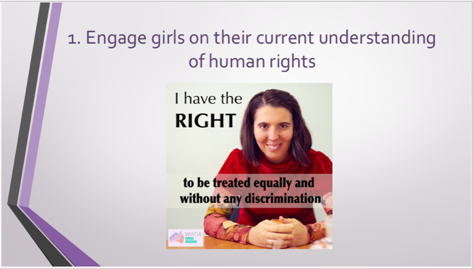 1. Engage girls on their current understanding
of human rights
I have the
RIGHT
to be treated equally and
without any discrimination